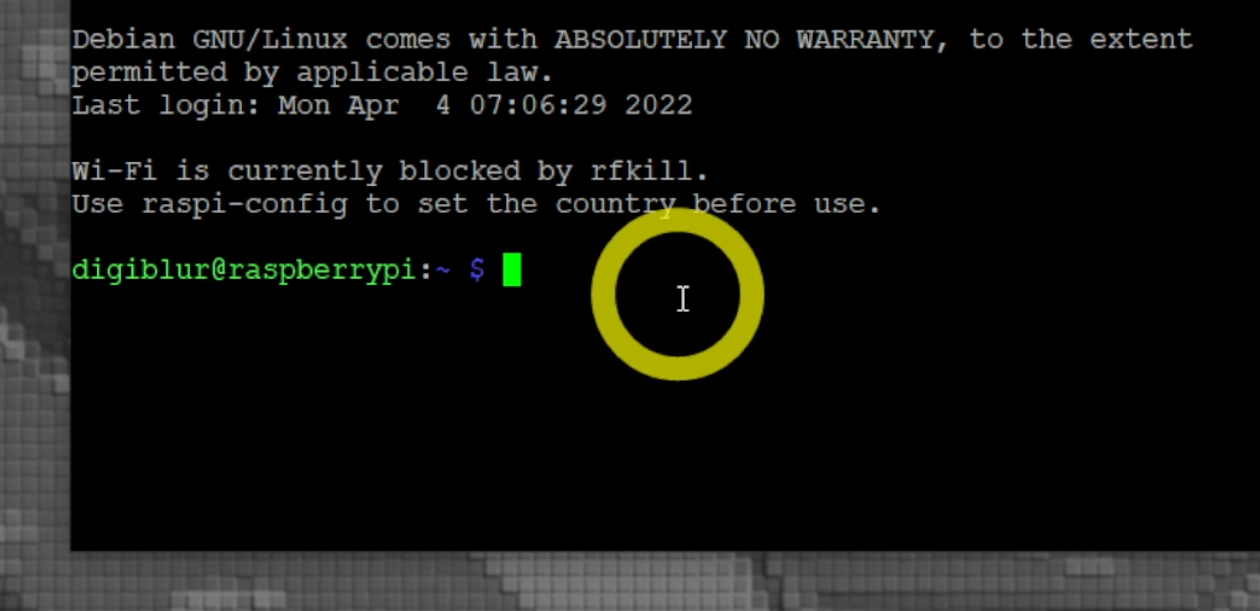 Debian GNU/Linux comes with ABSOLUTELY NO WARRANTY, to the extent
permitted by applicable law.
Last login: Mon Apr  4 07:06:29 2022
Wi-Fi is currently blocked by rfkill.
Use raspi-config to set the country before use.
digiblur@raspberrypi:~ $